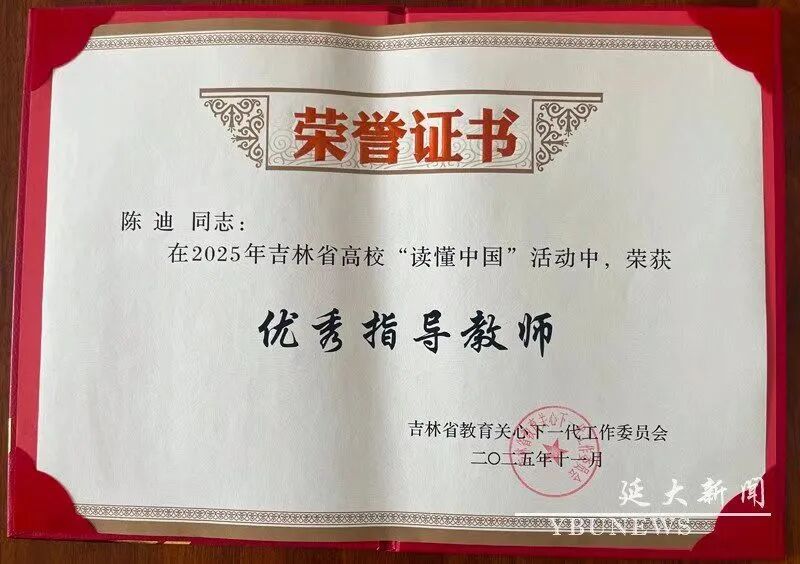 荣誉证书
陈 迪 同志：
在2025年吉林省高校“读懂中国”活动中，荣获
优秀指导教师
吉林省教育关心下一代工作委员会
二〇二五年十一月
延大新闻
YBUNEWS